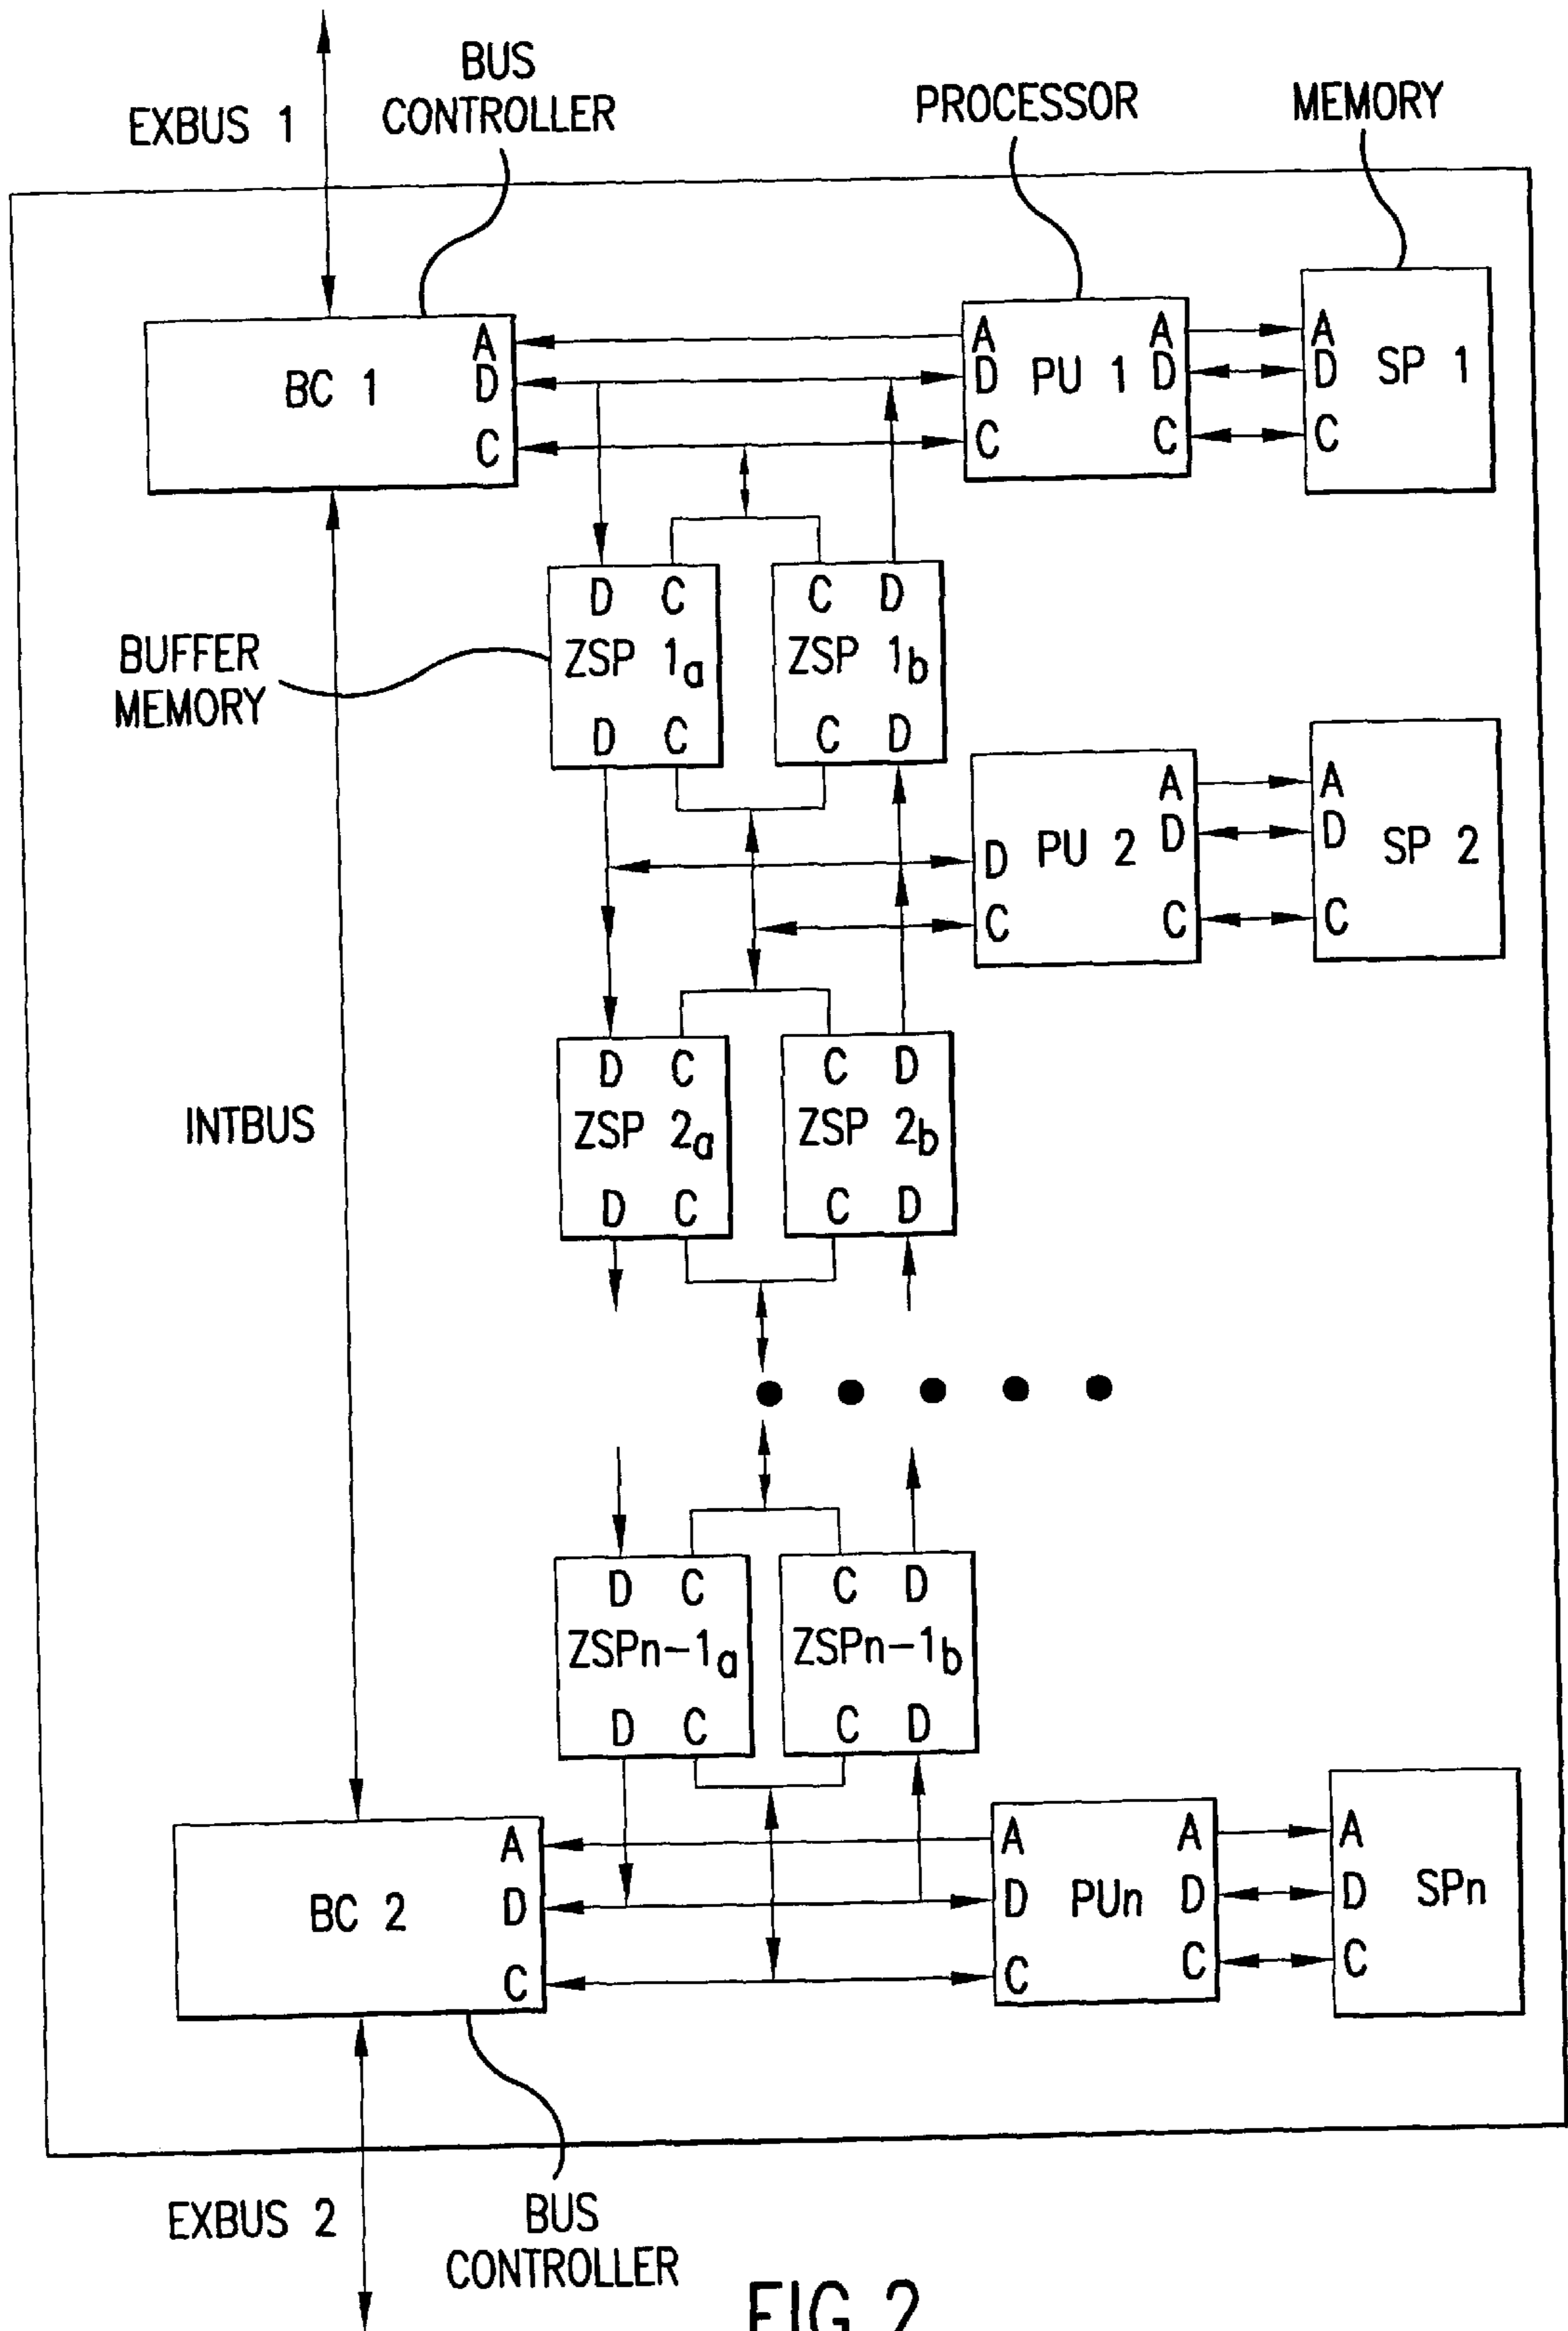 BUS
CONTROLLER
EXBUS 1
PROCESSOR
MEMORY
BC 1
A
D
C
A
D
C
PU 1
A
D
C
A
D
C
SP 1
D C
ZSP 1a
D C
C D
ZSP 1b
C D
BUFFER
MEMORY
D
C
PU 2
A
D
C
A
D
C
SP 2
INTBUS
D C
ZSP 2a
D C
C D
ZSP 2b
C D
D C
ZSPn-1a
D C
C D
ZSPn-1b
C D
BC 2
A
D
C
A
D
C
PUn
A
D
C
A
D
C
SPn
EXBUS 2
BUS
CONTROLLER
FIG 2